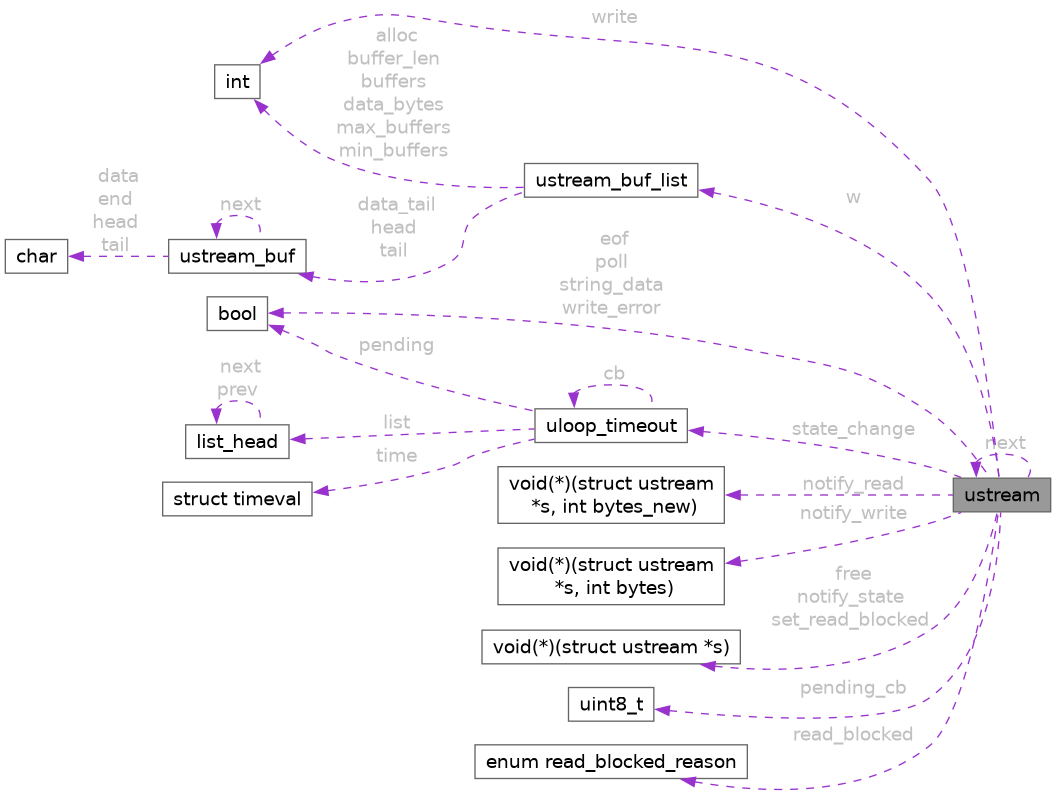 write
alloc
buffer_len
buffers
data_bytes
max_buffers
min_buffers
int
ustream_buf_list
w
data
end
head
tail
next
data_tail
head
tail
char
ustream_buf
eof
poll
string_data
write_error
bool
pending
cb
next
prev
list
list_head
uloop_timeout
state_change
next
time
struct timeval
void(*)(struct ustream
*s, int bytes_new)
notify_read
ustream
notify_write
void(*)(struct ustream
*s, int bytes)
free
notify_state
set_read_blocked
void(*)(struct ustream *s)
pending_cb
uint8_t
read_blocked
enum read_blocked_reason